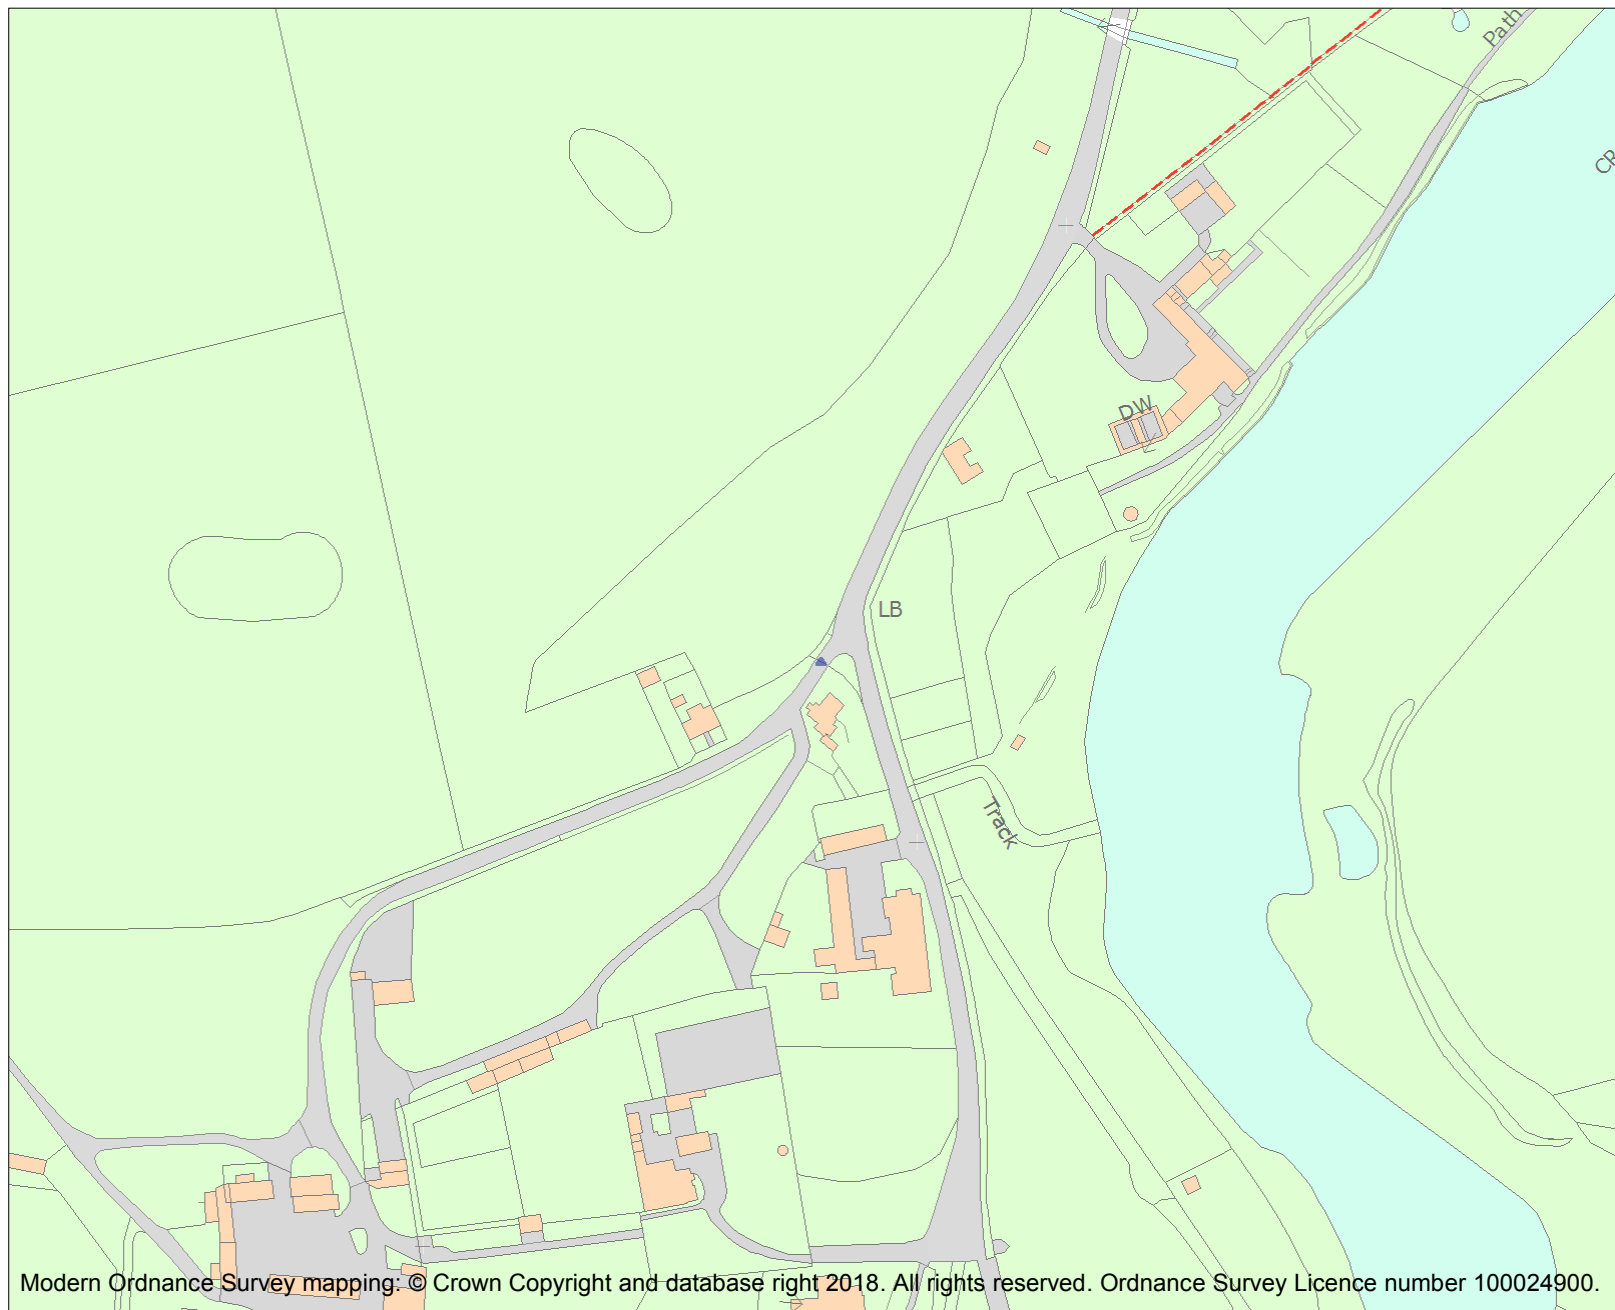 Path
CR
DW
LB
Track
Modern Ordnance Survey mapping: © Crown Copyright and database right 2018. All rights reserved. Ordnance Survey Licence number 100024900.